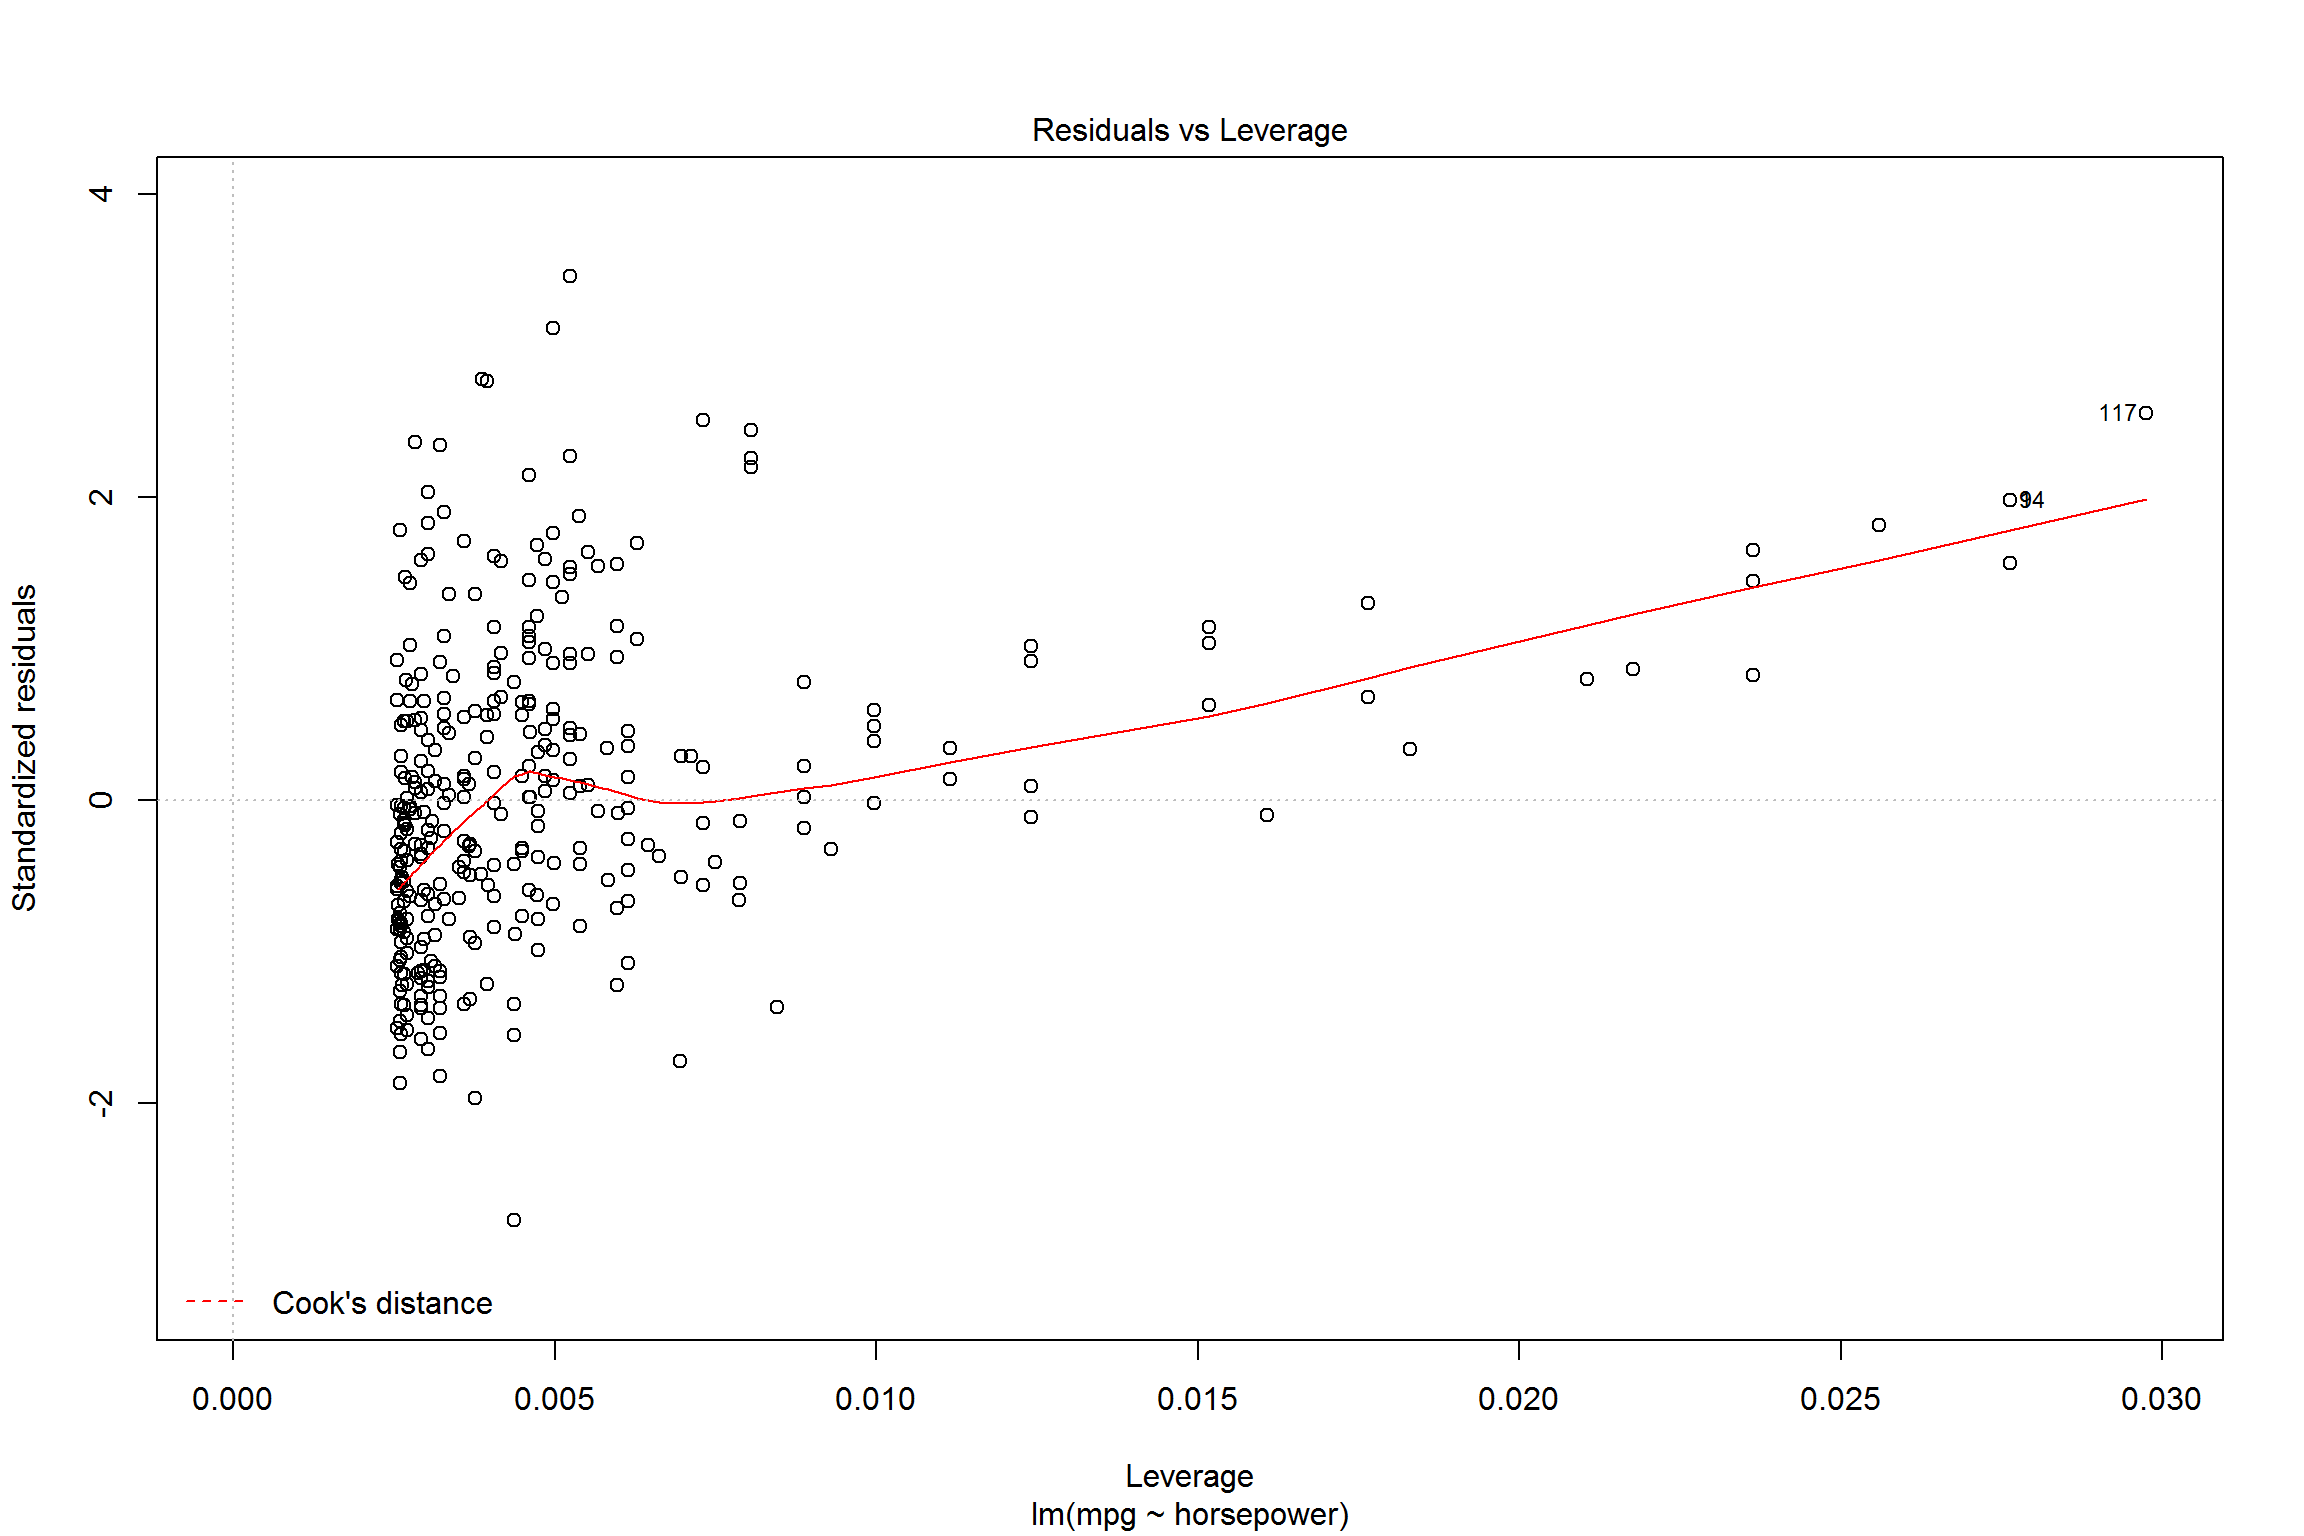 Residuals vs Leverage
Standardized residuals
4
2
0
-2
117
94
Cook's distance
0.000 0.005 0.010 0.015 0.020 0.025 0.030
Leverage
lm(mpg ~ horsepower)